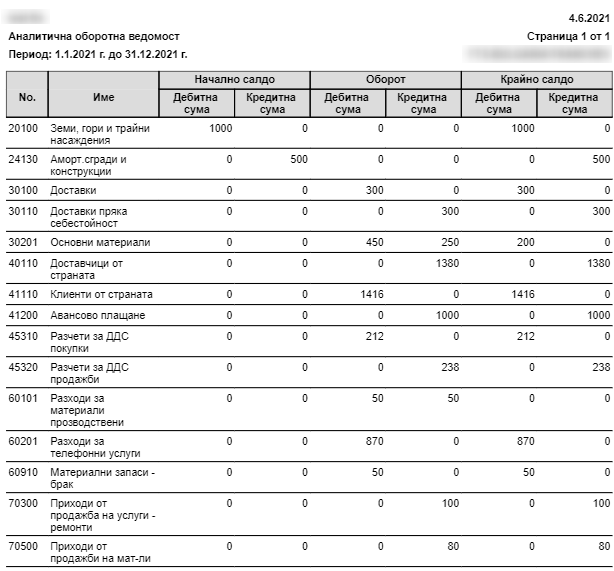 4.6.2021
Аналитична оборотна ведомост
Страница 1 от 1
Период: 1.1.2021 г. до 31.12.2021 г.
No. Име Начално салдо Оборот Крайно салдо
Дебитна сума Кредитна сума Дебитна сума Кредитна сума Дебитна сума Кредитна сума
20100 Земи, гори и трайни 1000 0 0 0 1000 0
насаждения
24130 Аморт.сгради и 0 500 0 0 0 500
конструкции
30100 Доставки 0 0 300 0 300 0
30110 Доставки пряка 0 0 0 300 0 300
себестойност
30201 Основни материали 0 0 450 250 200 0
40110 Доставчици от 0 0 0 1380 0 1380
страната
41110 Клиенти от страната 0 0 1416 0 1416 0
41200 Авансово плащане 0 0 0 1000 0 1000
45310 Разчети за ДДС 0 0 212 0 212 0
покупки
45320 Разчети за ДДС 0 0 0 238 0 238
продажби
60101 Разходи за 0 0 50 50 0 0
материали
прозводствени
60201 Разходи за 0 0 870 0 870 0
телефонни услуги
60910 Материални запаси - 0 0 50 0 50 0
брак
70300 Приходи от 0 0 0 100 0 100
продажба на услуги -
ремонти
70500 Приходи от 0 0 0 80 0 80
продажби на мат-ли